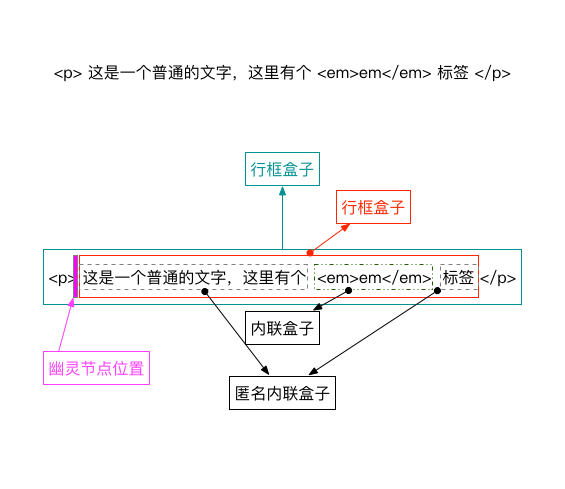 <p> 这是一个普通的文字，这里有个 <em>em</em> 标签 </p>
行框盒子
行框盒子
<p> 这是一个普通的文字，这里有个 <em>em</em> 标签 </p>
内联盒子
幽灵节点位置
匿名内联盒子